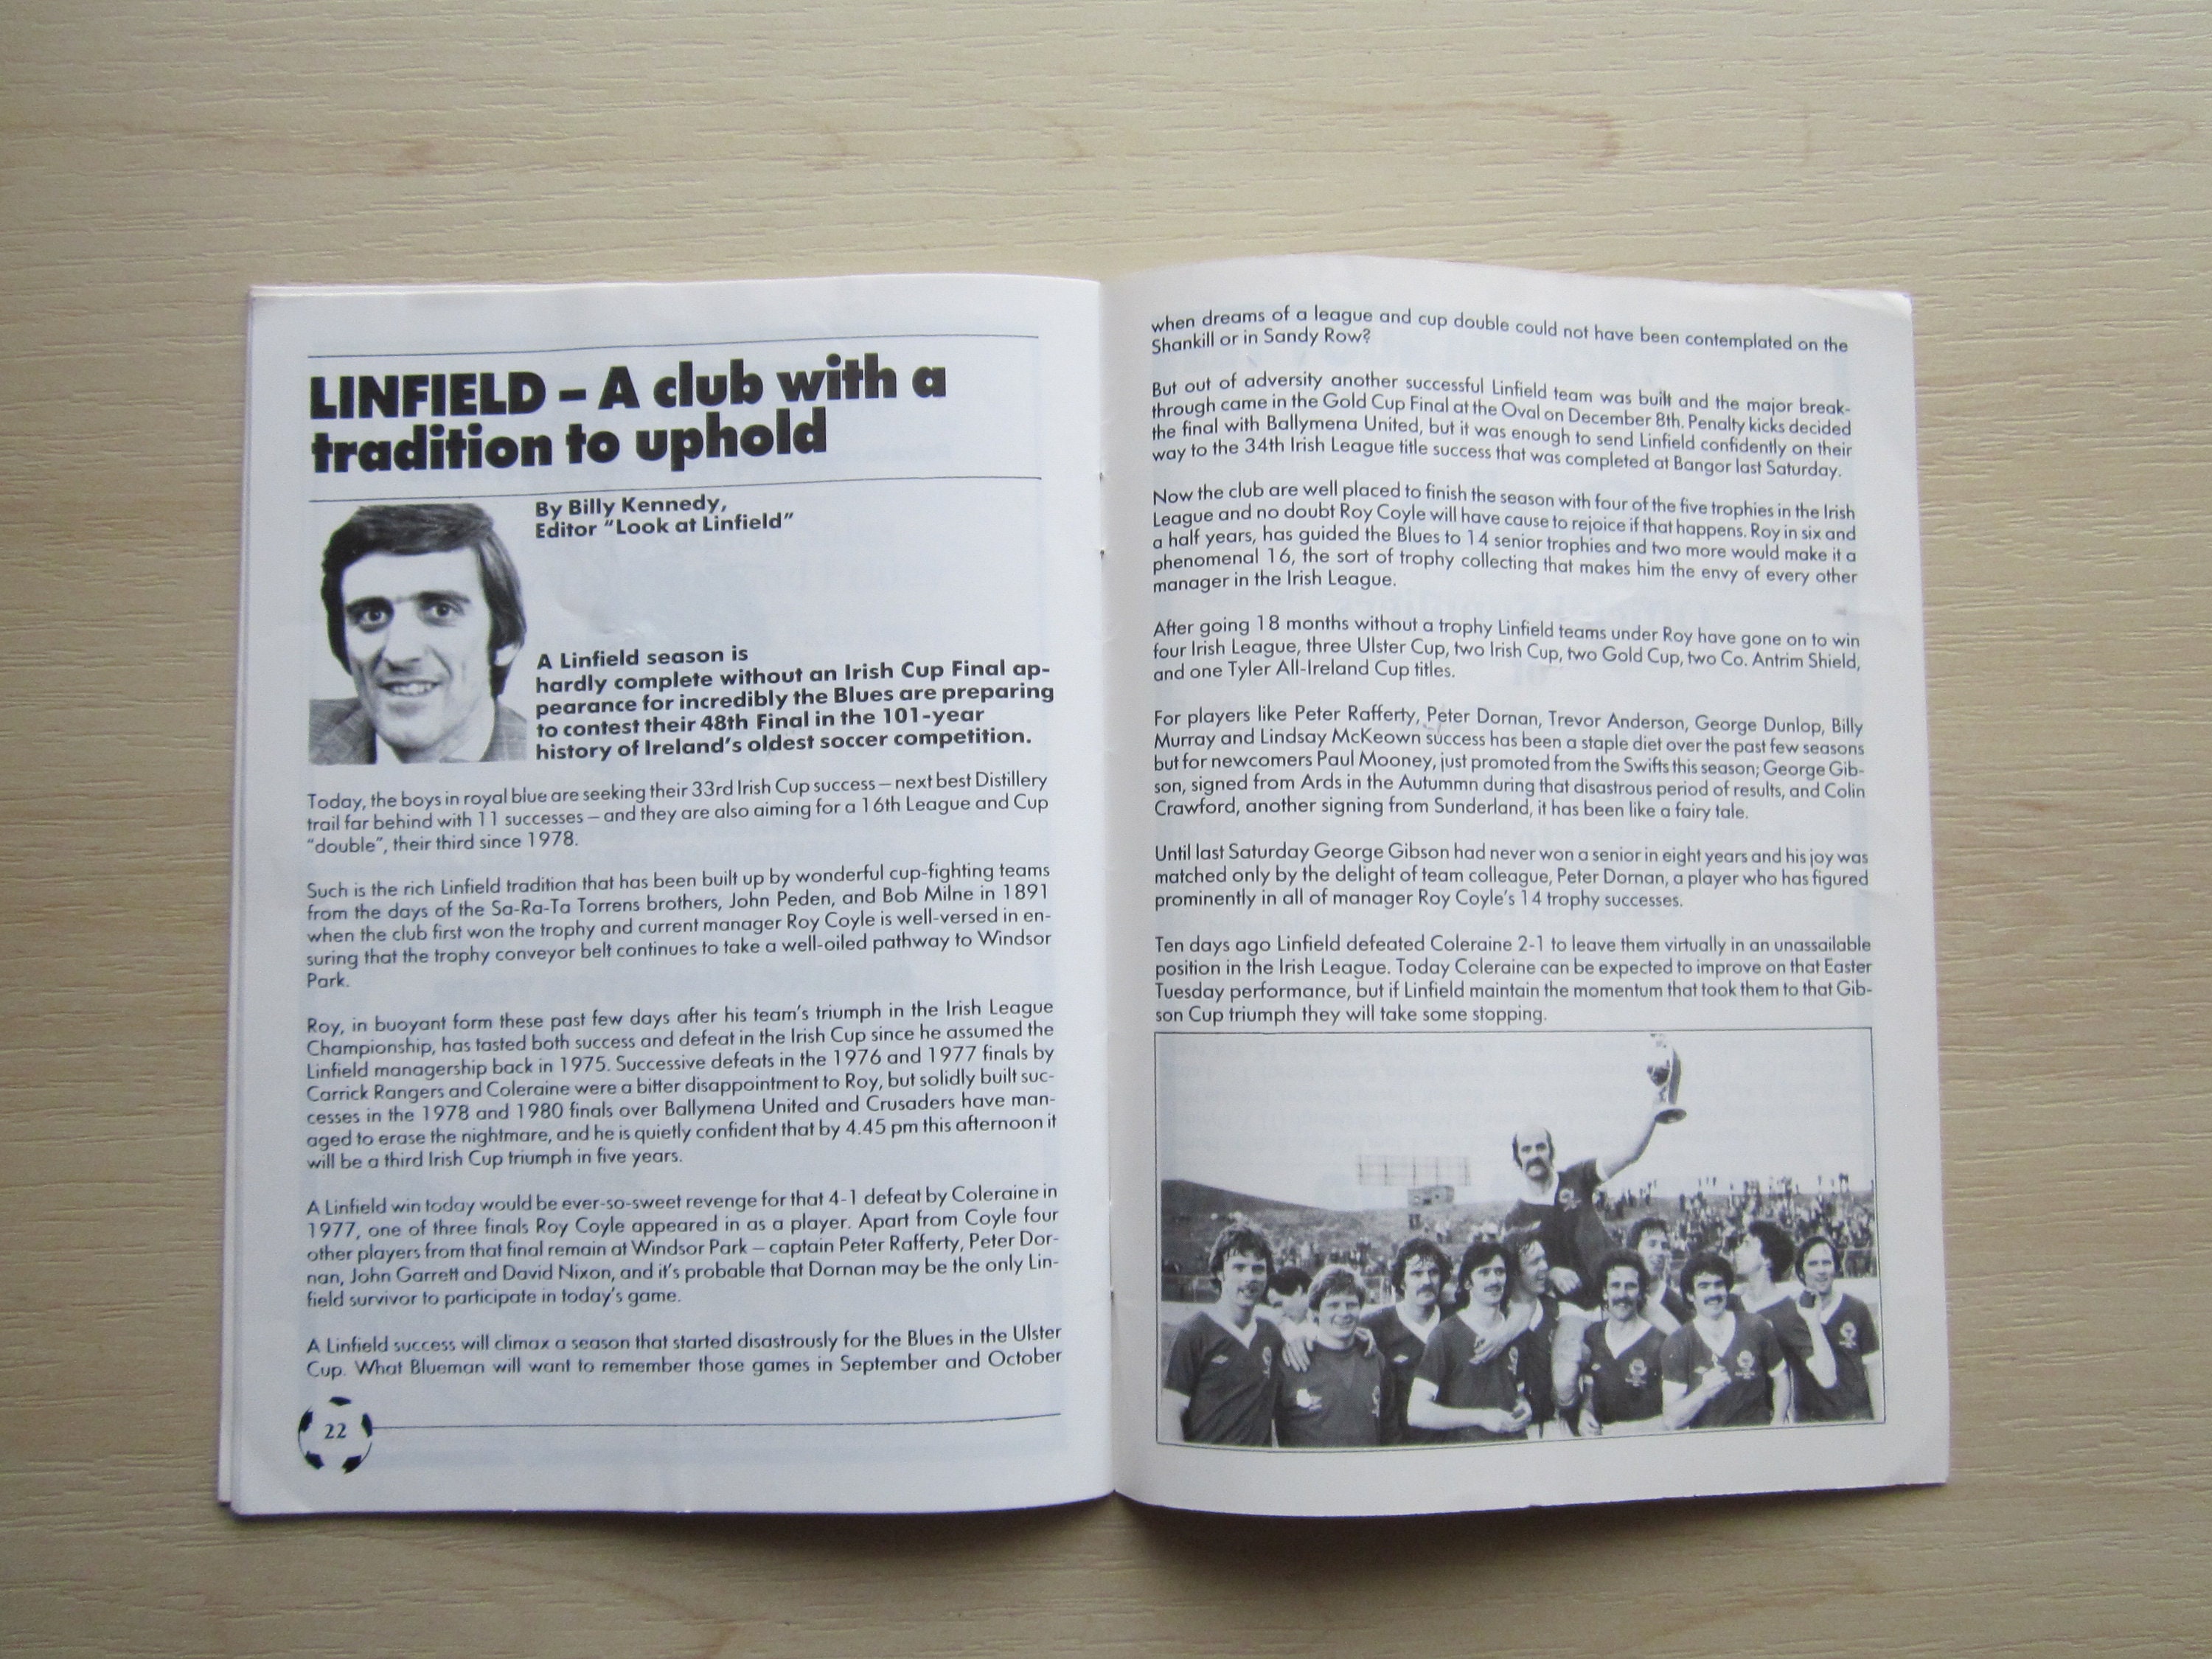 LINFIELD – A club with a
tradition to uphold
By Billy Kennedy,
Editor "Look at Linfield"
A Linfield season is
hardly complete without an Irish Cup Final ap-
pearance for incredibly the Blues are preparing
to contest their 48th Final in the 101-year
history of Ireland's oldest soccer competition.
Today, the boys in royal blue are seeking their 33rd Irish Cup success – next best Distillery
trail far behind with 11 successes – and they are also aiming for a 16th League and Cup
"double", their third since 1978.
Such is the rich Linfield tradition that has been built up by wonderful cup-fighting teams
from the days of the Sa-Ra-Ta Torrens brothers, John Peden, and Bob Milne in 1891
when the club first won the trophy and current manager Roy Coyle is well-versed in en-
suring that the trophy conveyor belt continues to take a well-oiled pathway to Windsor
Park.
Roy, in buoyant form these past few days after his team's triumph in the Irish League
Championship, has tasted both success and defeat in the Irish Cup since he assumed the
Linfield managership back in 1975. Successive defeats in the 1976 and 1977 finals by
Carrick Rangers and Coleraine were a bitter disappointment to Roy, but solidly built suc-
cesses in the 1978 and 1980 finals over Ballymena United and Crusaders have man-
aged to erase the nightmare, and he is quietly confident that by 4.45 pm this afternoon it
will be a third Irish Cup triumph in five years.
A Linfield win today would be ever-so-sweet revenge for that 4-1 defeat by Coleraine in
1977, one of three finals Roy Coyle appeared in as a player. Apart from Coyle four
other players from that final remain at Windsor Park – captain Peter Rafferty, Peter Dor-
nan, John Garrett and David Nixon, and it's probable that Dornan may be the only Lin-
field survivor to participate in today's game.
A Linfield success will climax a season that started disastrously for the Blues in the Ulster
Cup. What Blueman will want to remember those games in September and October
22
when dreams of a league and cup double could not have been contemplated on the
Shankill or in Sandy Row?
But out of adversity another successful Linfield team was built and the major break-
through came in the Gold Cup Final at the Oval on December 8th. Penalty kicks decided
the final with Ballymena United, but it was enough to send Linfield confidently on their
way to the 34th Irish League title success that was completed at Bangor last Saturday.
Now the club are well placed to finish the season with four of the five trophies in the Irish
League and no doubt Roy Coyle will have cause to rejoice if that happens. Roy in six and
a half years, has guided the Blues to 14 senior trophies and two more would make it a
phenomenal 16, the sort of trophy collecting that makes him the envy of every other
manager in the Irish League.
After going 18 months without a trophy Linfield teams under Roy have gone on to win
four Irish League, three Ulster Cup, two Irish Cup, two Gold Cup, two Co. Antrim Shield,
and one Tyler All-Ireland Cup titles.
For players like Peter Rafferty, Peter Dornan, Trevor Anderson, George Dunlop, Billy
Murray and Lindsay McKeown success has been a staple diet over the past few seasons
but for newcomers Paul Mooney, just promoted from the Swifts this season; George Gib-
son, signed from Ards in the Autummn during that disastrous period of results, and Colin
Crawford, another signing from Sunderland, it has been like a fairy tale.
Until last Saturday George Gibson had never won a senior in eight years and his joy was
matched only by the delight of team colleague, Peter Dornan, a player who has figured
prominently in all of manager Roy Coyle's 14 trophy successes.
Ten days ago Linfield defeated Coleraine 2-1 to leave them virtually in an unassailable
position in the Irish League. Today Coleraine can be expected to improve on that Easter
Tuesday performance, but if Linfield maintain the momentum that took them to that Gib-
son Cup triumph they will take some stopping.